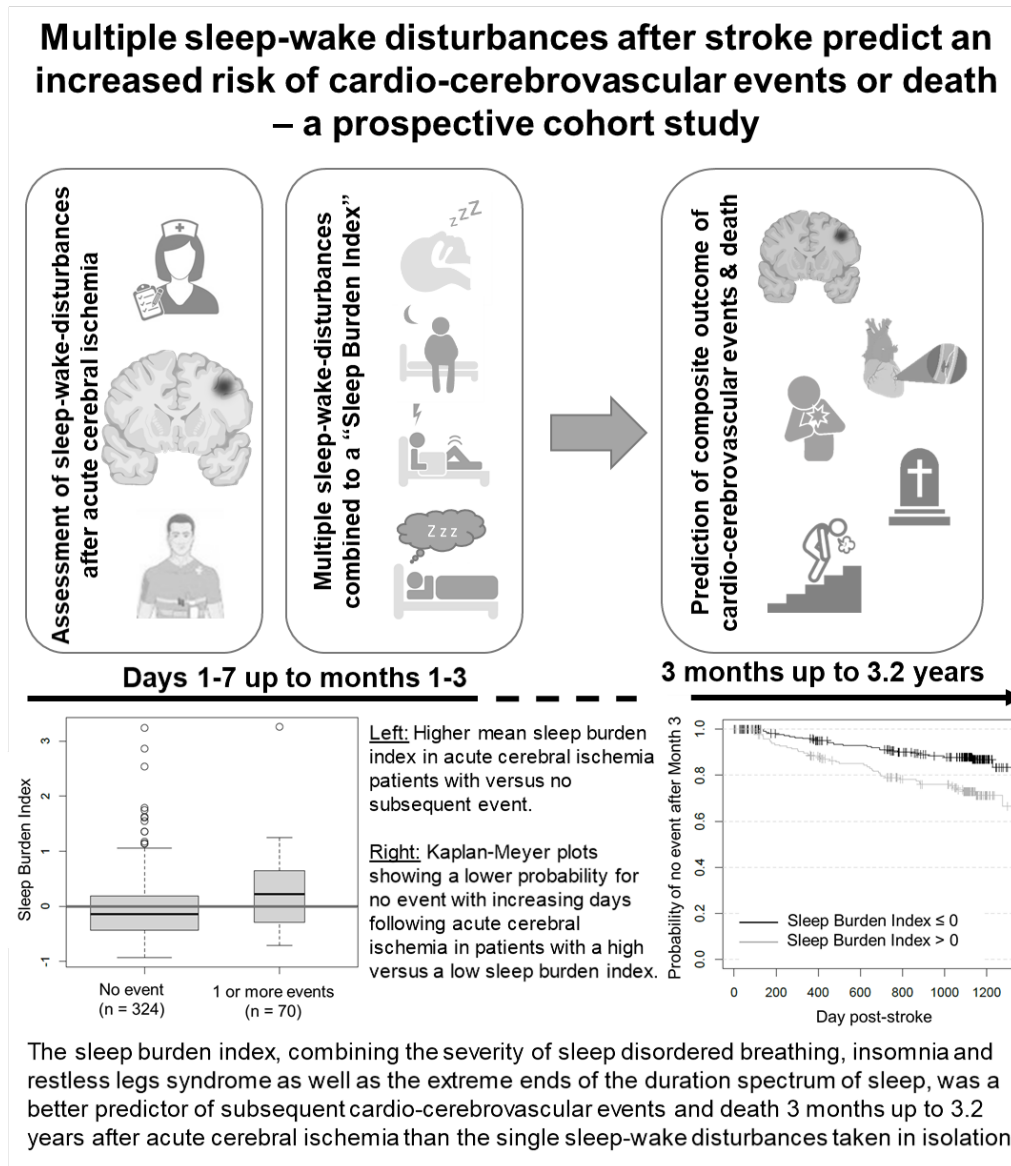 Multiple sleep-wake disturbances after stroke predict an
increased risk of cardio-cerebrovascular events or death
– a prospective cohort study
Assessment of sleep-wake-disturbances
after acute cerebral ischemia
Multiple sleep-wake-disturbances
combined to a “Sleep Burden Index”
zzZ
Zzz
Prediction of composite outcome of
cardio-cerebrovascular events & death
Days 1-7 up to months 1-3
3 months up to 3.2 years
Sleep Burden Index
3
2
1
0
-1
No event
(n = 324)
1 or more events
(n = 70)
Left: Higher mean sleep burden
index in acute cerebral ischemia
patients with versus no
subsequent event.
Right: Kaplan-Meyer plots
showing a lower probability for
no event with increasing days
following acute cerebral
ischemia in patients with a high
versus a low sleep burden index.
Probability of no event after Month 3
1.0
0.8
0.6
0.4
0.2
0.0
Sleep Burden Index ≤ 0
Sleep Burden Index > 0
0 200 400 600 800 1000 1200
Day post-stroke
The sleep burden index, combining the severity of sleep disordered breathing, insomnia and
restless legs syndrome as well as the extreme ends of the duration spectrum of sleep, was a
better predictor of subsequent cardio-cerebrovascular events and death 3 months up to 3.2
years after acute cerebral ischemia than the single sleep-wake disturbances taken in isolation